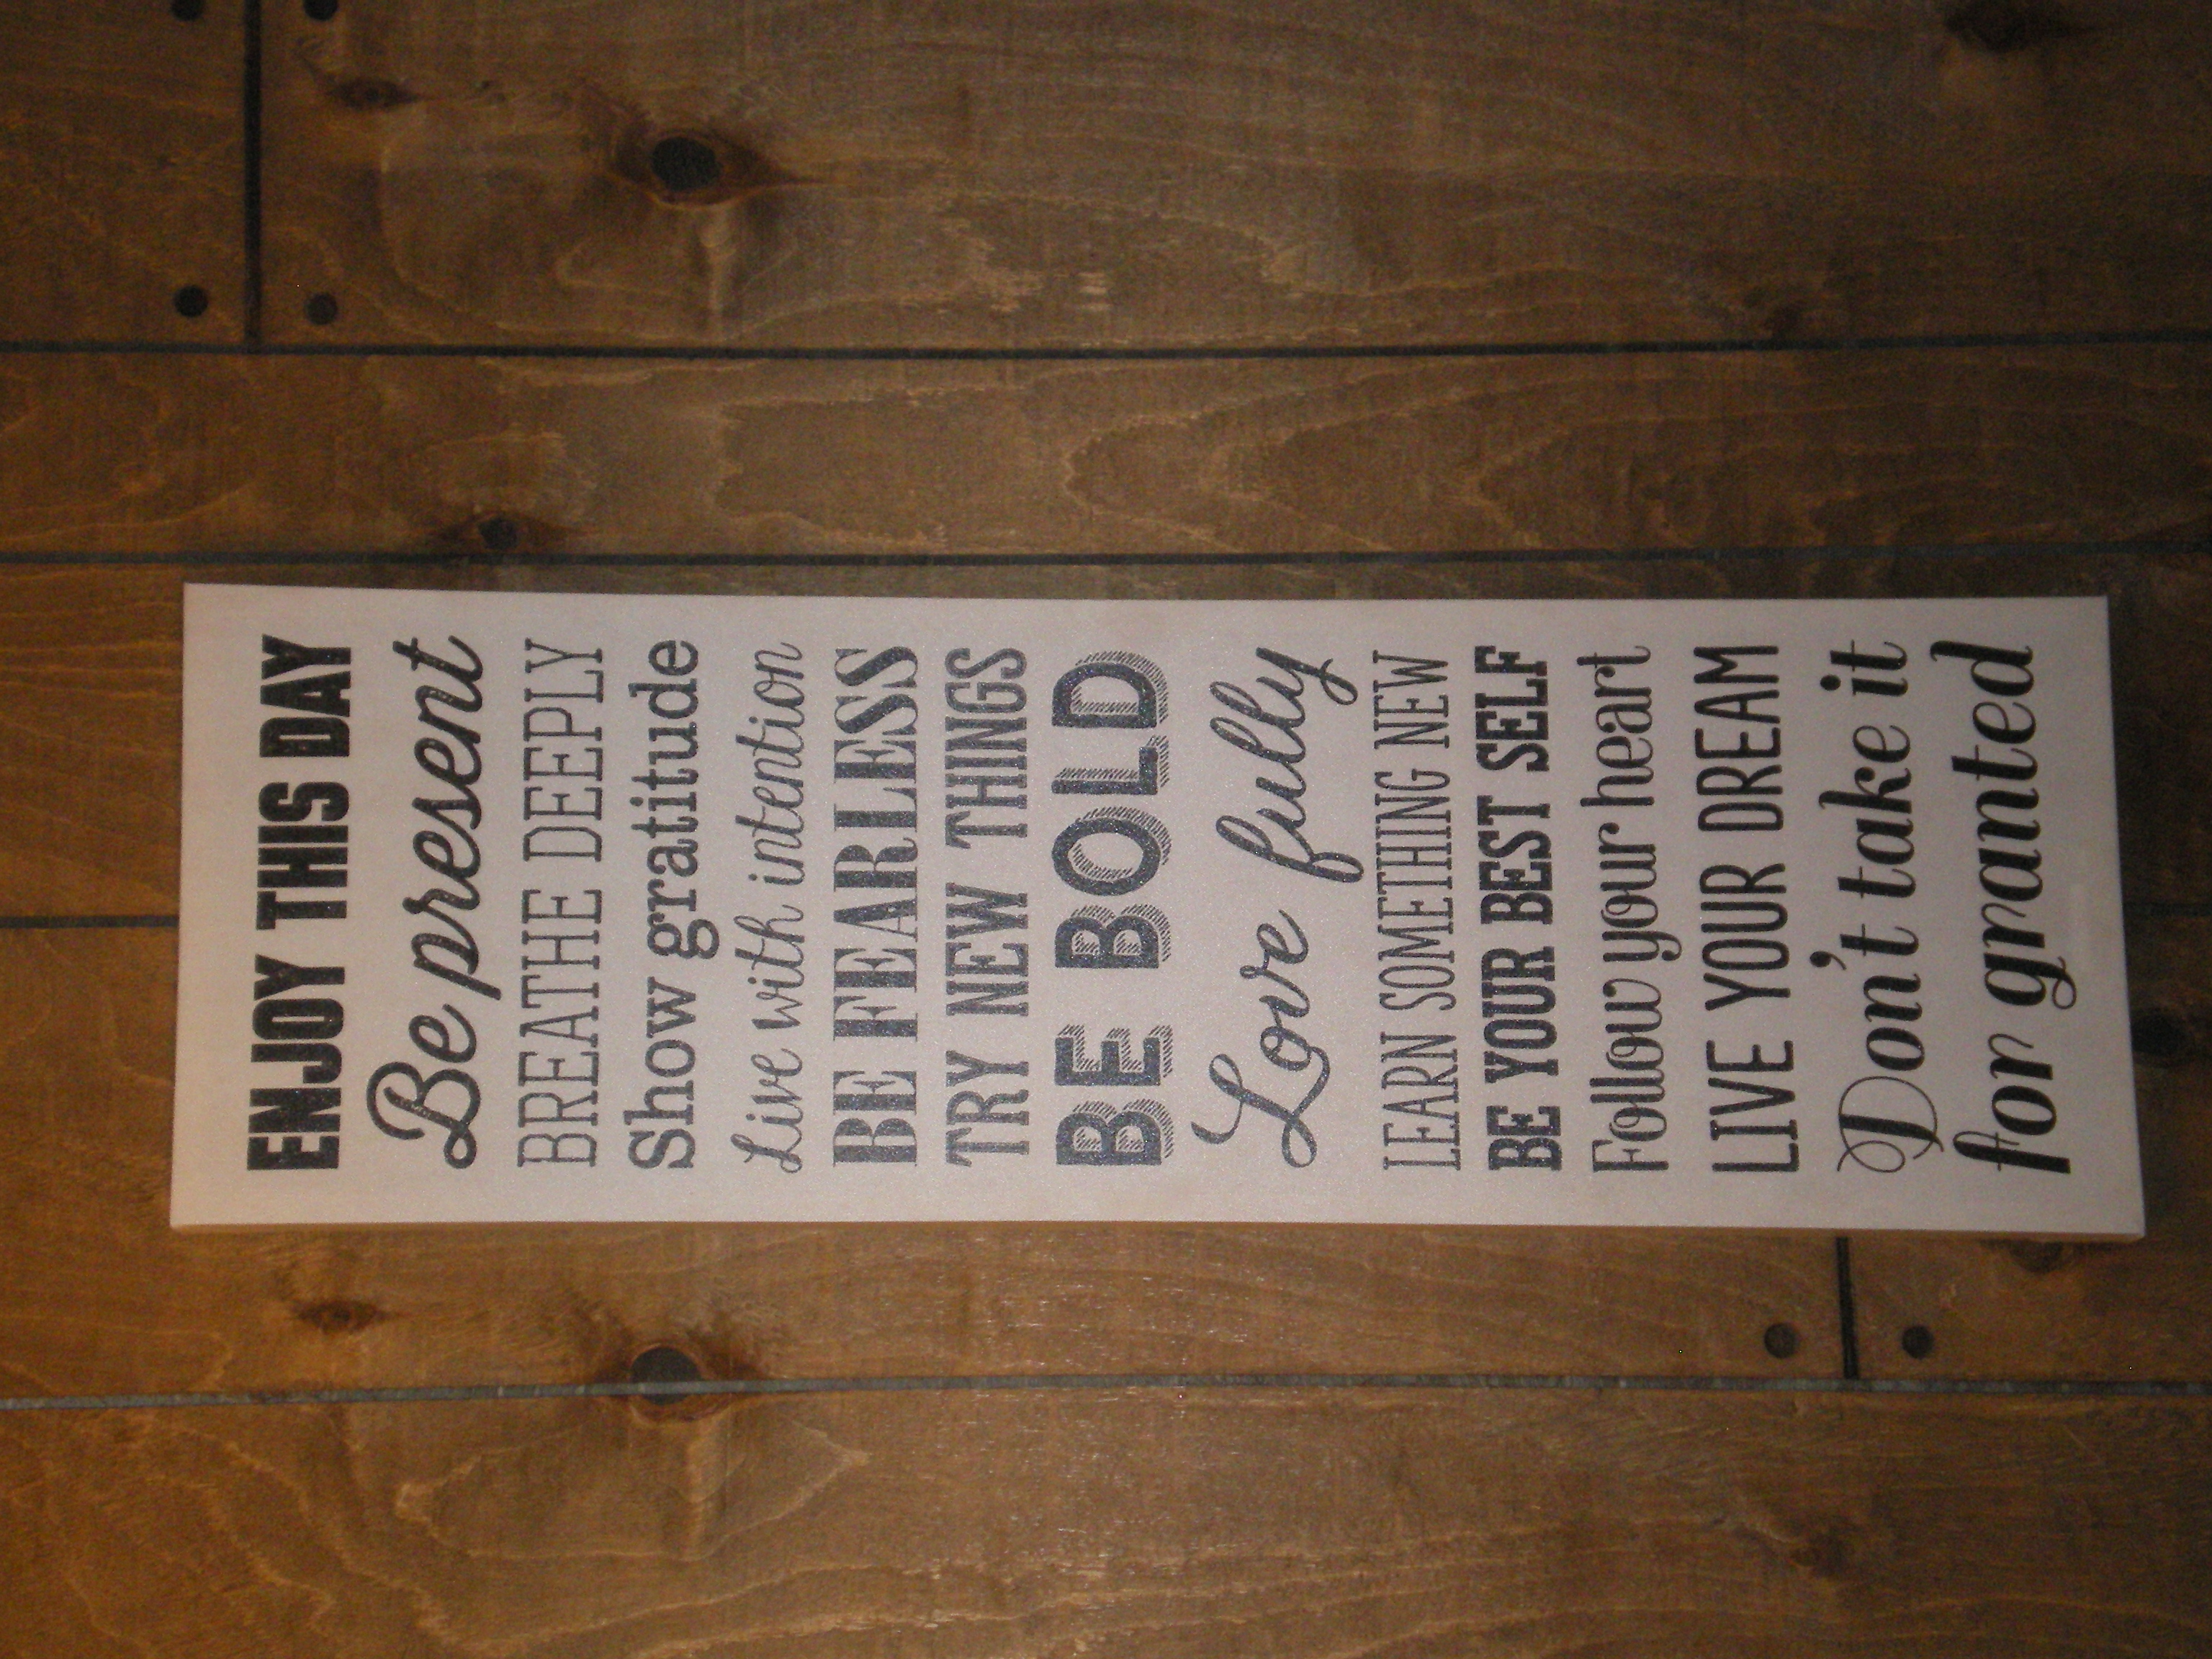 ENJOY THIS DAY
Be present
BREATHE DEEPLY
Show gratitude
Live with intention
BE FEARLESS
TRY NEW THINGS
BE BOLD
Love fully
LEARN SOMETHING NEW
BE YOUR BEST SELF
Follow your heart
LIVE YOUR DREAM
Don't take it
for granted